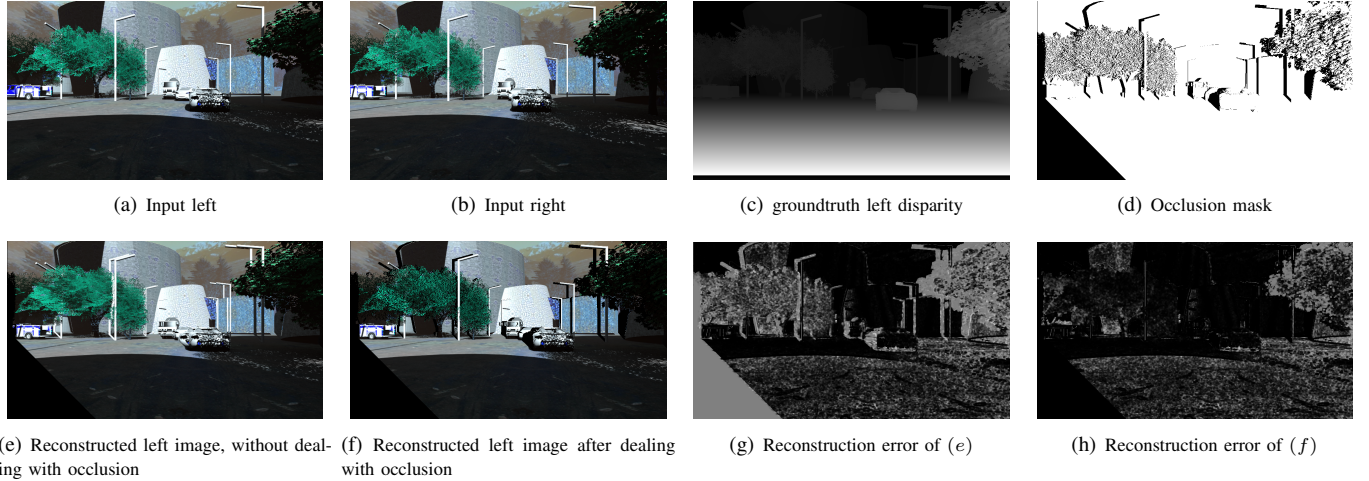 (a) Input left
(b) Input right
(c) groundtruth left disparity
(d) Occlusion mask
(e) Reconstructed left image, without deal-
ing with occlusion
(f) Reconstructed left image after dealing
with occlusion
(g) Reconstruction error of (e)
(h) Reconstruction error of (f)